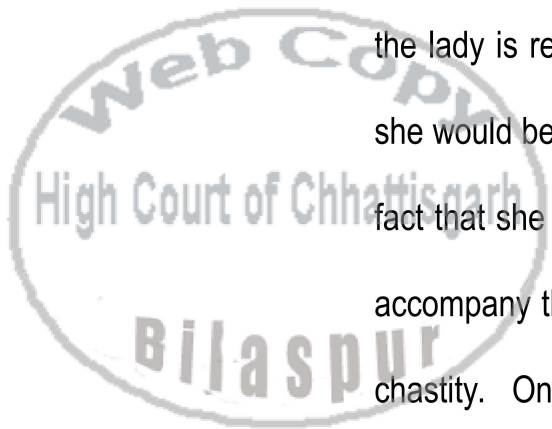 Web Copy
High Court of Chhattisgarh
Bilaspur
the lady is re
she would be
fact that she
accompany th
chastity. On